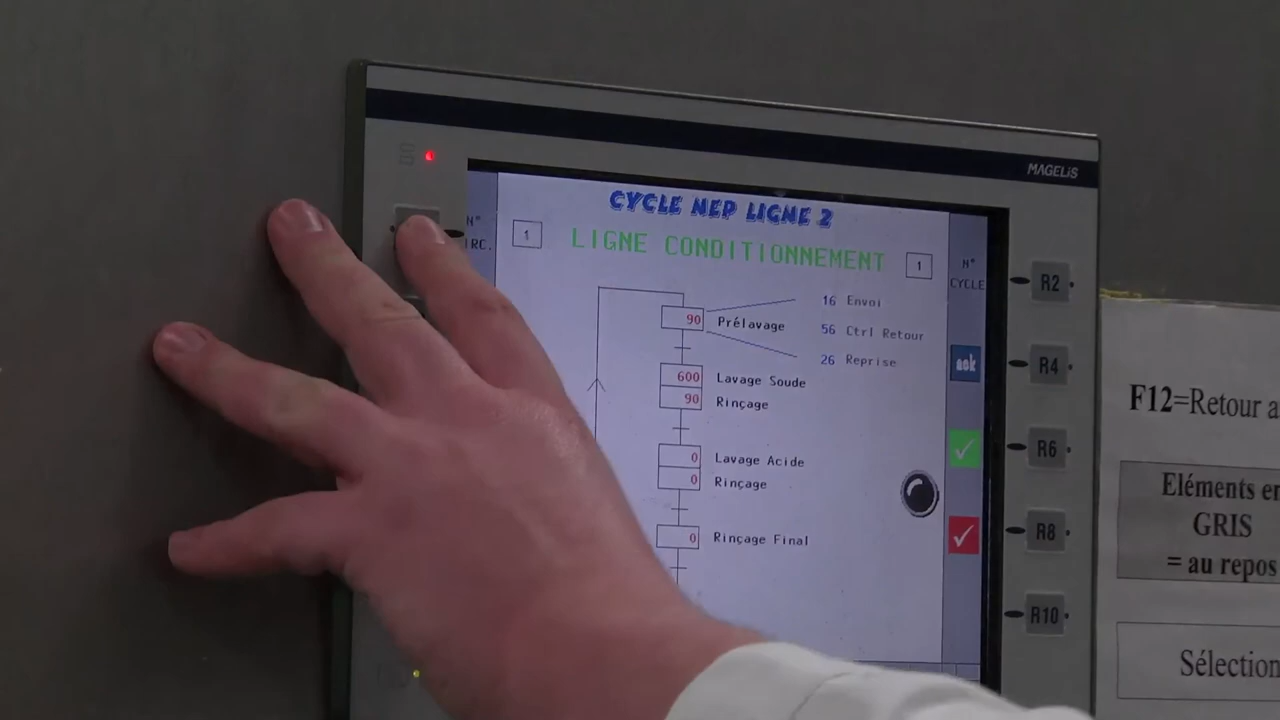 MAGELiS
CYCLE NEP LIGNE 2
N°
1
LIGNE CONDITIONNEMENT
1
N°
CYCLE
R2
16 Envoi
90 Prélavage
56 Ctrl Retour
26 Reprise
ack
R4
600 Lavage Soude
90 Rinçage
R6
0 Lavage Acide
0 Rinçage
0 Rinçage Final
R8
R10
F12=Retour a
Eléments en
GRIS
= au repos
Sélection